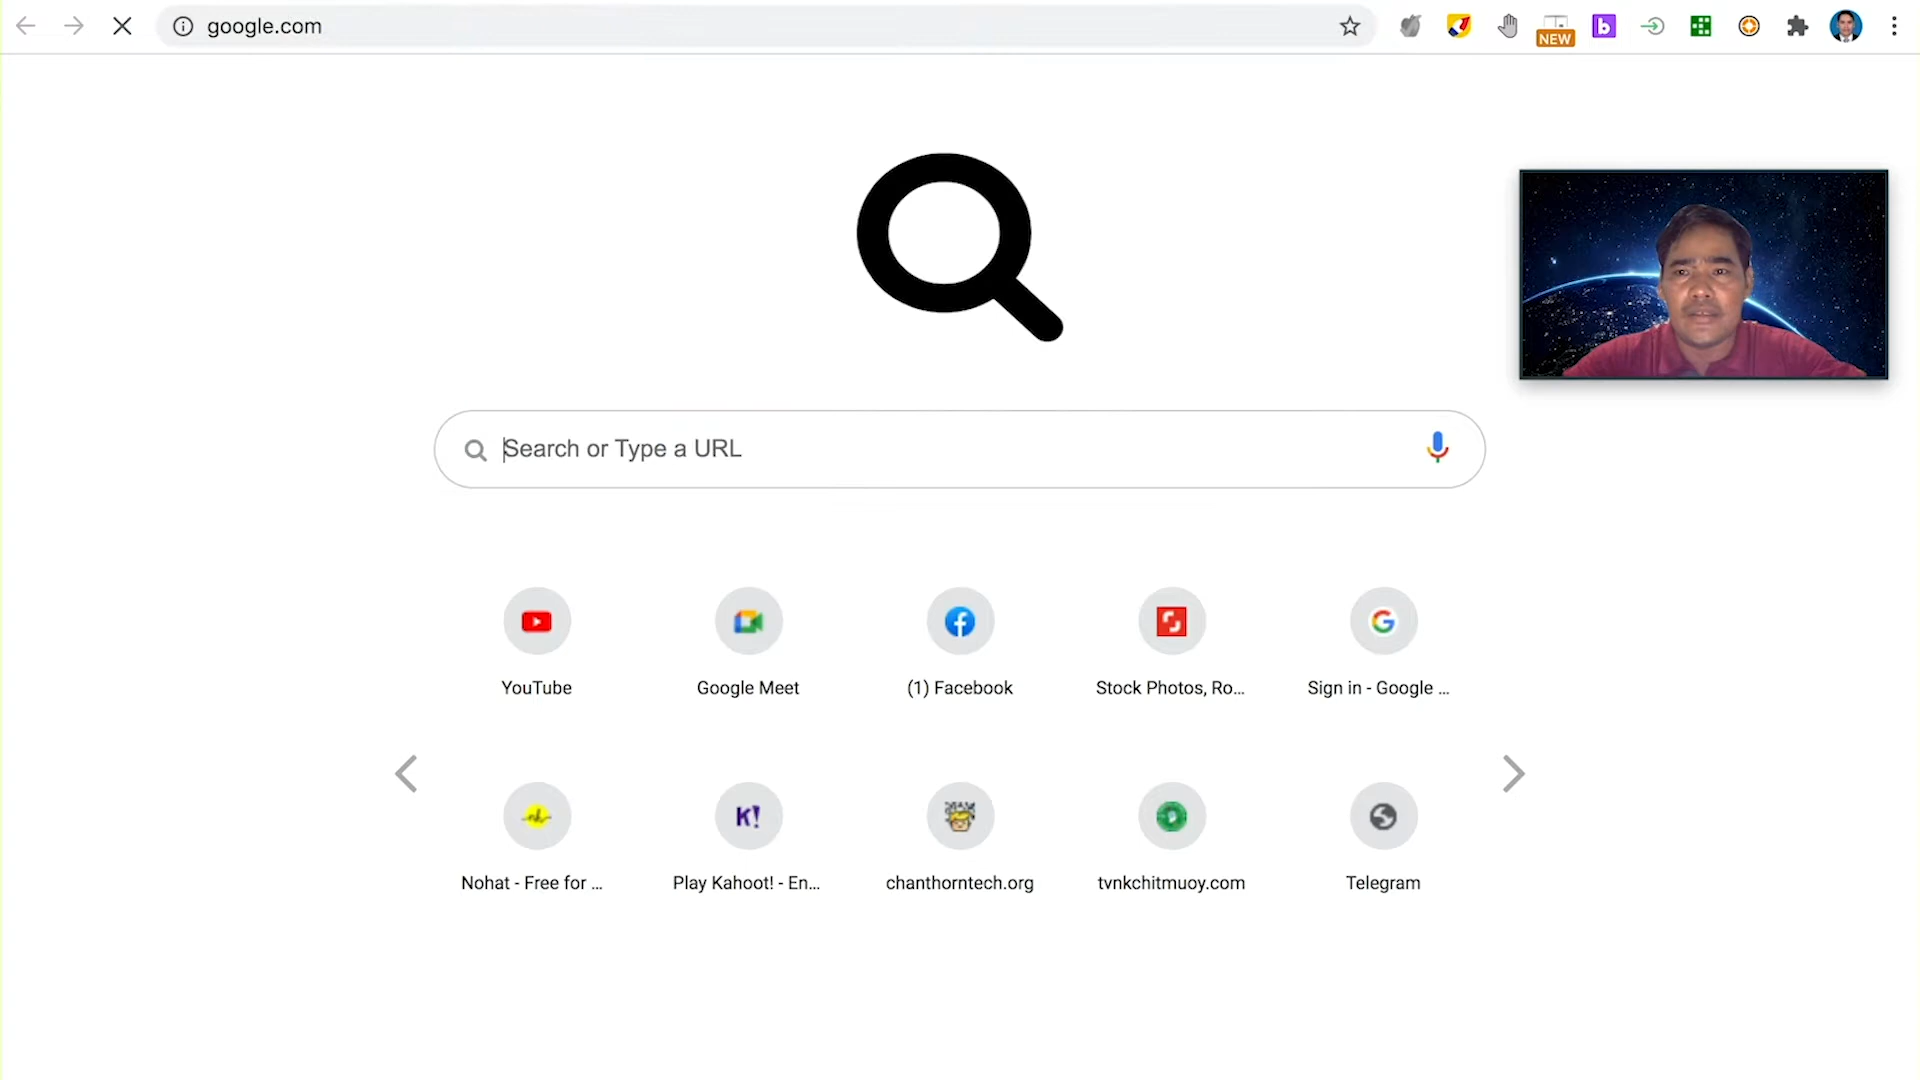 google.com
NEW
Search or Type a URL
YouTube
Google Meet
(1) Facebook
Stock Photos, Ro...
Sign in - Google ...
nh
K!
Nohat - Free for ...
Play Kahoot! - En...
chanthorntech.org
tvnkchitmuoy.com
Telegram